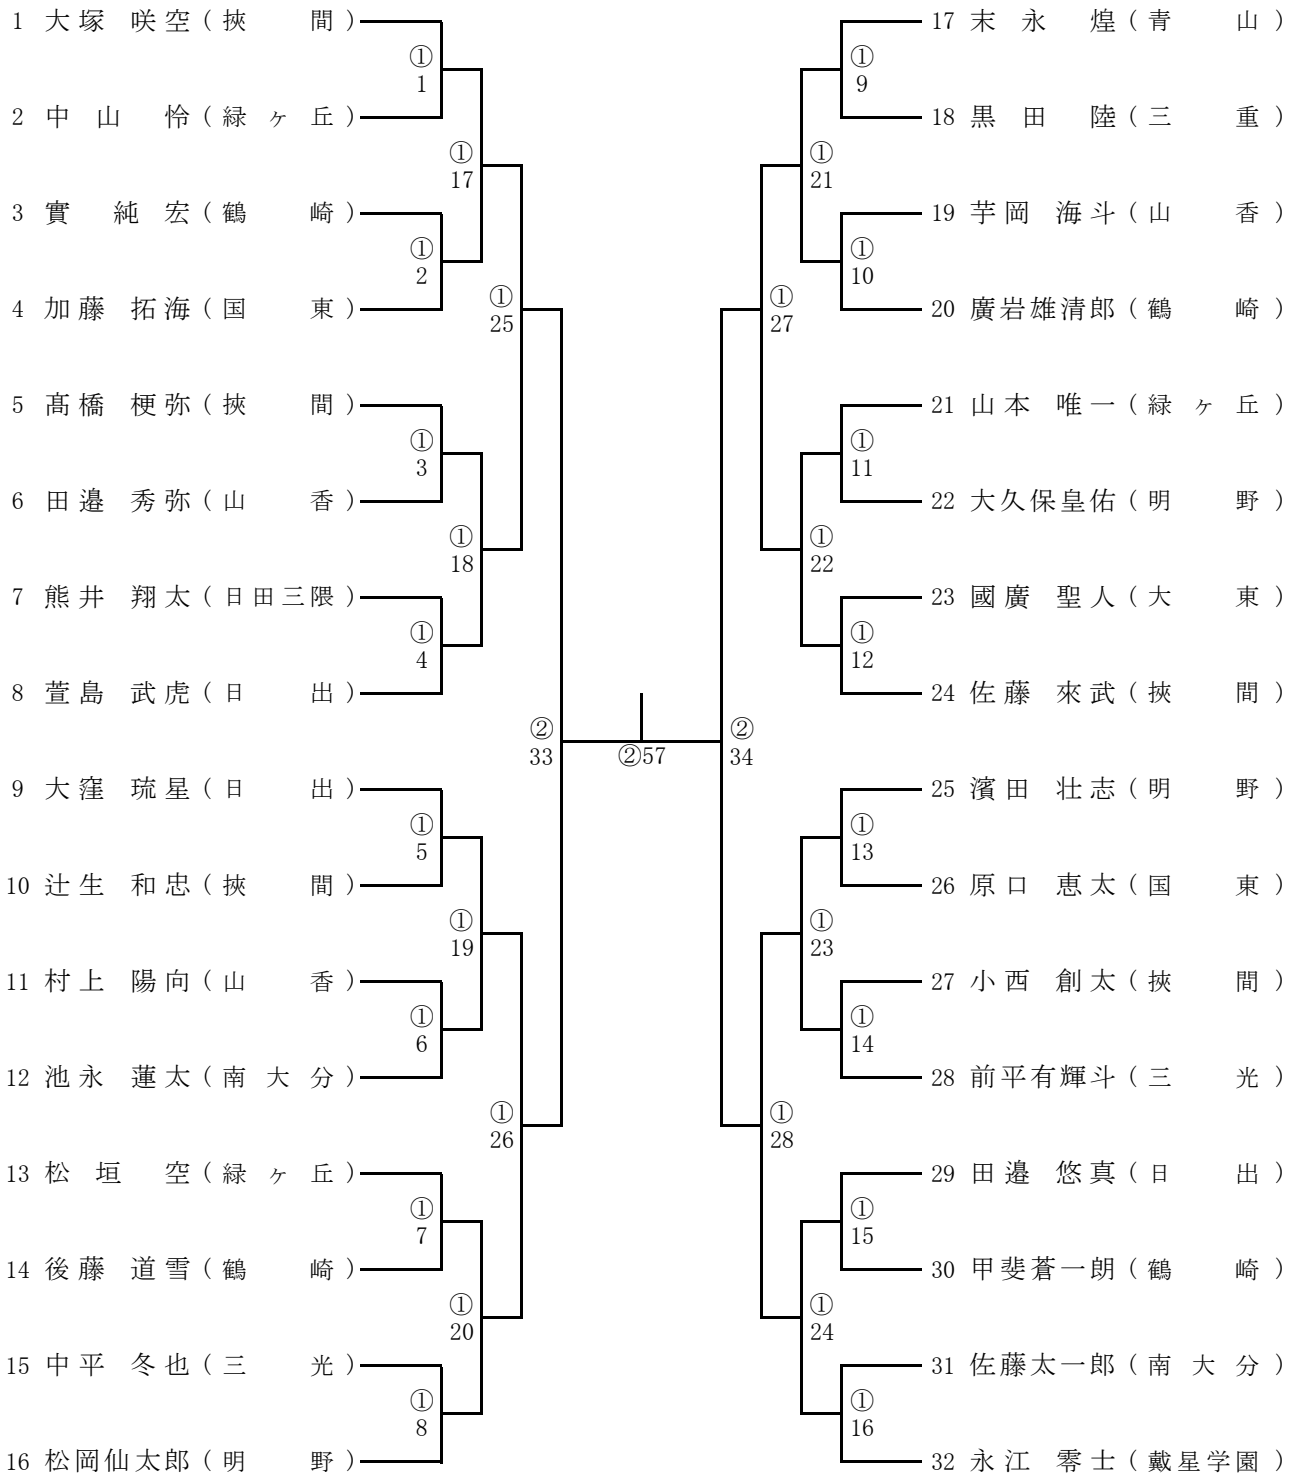 1 大塚 咲空（挾間）
①
1
2 中山 怜（緑ヶ丘）
①
17
3 實 純宏（鶴崎）
①
2
4 加藤 拓海（国東）
①
25
5 髙橋 梗弥（挾間）
①
3
6 田邉 秀弥（山香）
①
18
7 熊井 翔太（日田三隈）
①
4
8 萱島 武虎（日出）
②
33
9 大窪 琉星（日出）
①
5
10 辻生 和忠（挾間）
①
19
11 村上 陽向（山香）
①
6
12 池永 蓮太（南大分）
①
26
13 松垣 空（緑ヶ丘）
①
7
14 後藤 道雪（鶴崎）
①
20
15 中平 冬也（三光）
①
8
16 松岡仙太郎（明野）
②57
17 末永 煌（青山）
①
9
18 黒田 陸（三重）
①
21
19 芋岡 海斗（山香）
①
10
20 廣岩雄清郎（鶴崎）
①
27
21 山本 唯一（緑ヶ丘）
①
11
22 大久保皇佑（明野）
①
22
23 國廣 聖人（大東）
①
12
24 佐藤 來武（挾間）
②
34
25 濱田 壮志（明野）
①
13
26 原口 恵太（国東）
①
23
27 小西 創太（挾間）
①
14
28 前平有輝斗（三光）
①
28
29 田邉 悠真（日出）
①
15
30 甲斐蒼一朗（鶴崎）
①
24
31 佐藤太一郎（南大分）
①
16
32 永江 零士（戴星学園）